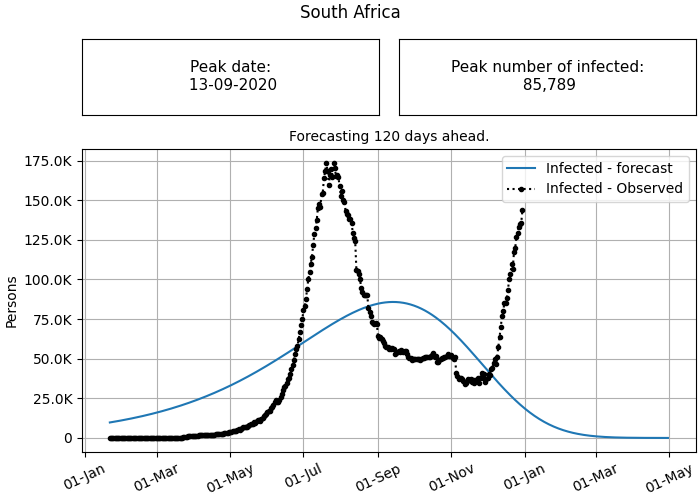 South Africa
Peak date:
13-09-2020
Peak number of infected:
85,789
Forecasting 120 days ahead.
175.0K
150.0K
125.0K
100.0K
75.0K
50.0K
25.0K
0
Persons
Infected - forecast
Infected - Observed
01-Jan
01-Mar
01-May
01-Jul
01-Sep
01-Nov
01-Jan
01-Mar
01-May